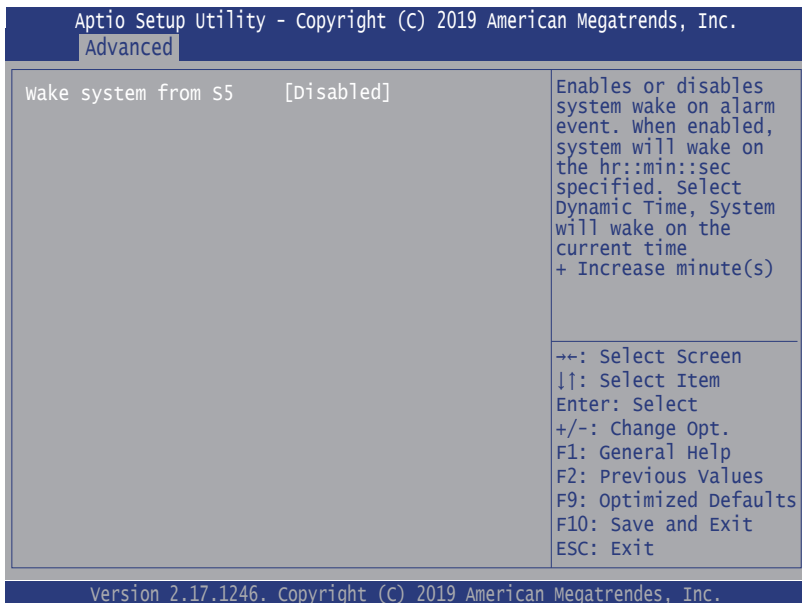 Aptio Setup Utility - Copyright (C) 2019 American Megatrends, Inc.
Advanced
Wake system from S5 [Disabled]
Enables or disables
system wake on alarm
event. When enabled,
system will wake on
the hr::min::sec
specified. Select
Dynamic Time, System
will wake on the
current time
+ Increase minute(s)
→←: Select Screen
↓↑: Select Item
Enter: Select
+/-: Change Opt.
F1: General Help
F2: Previous Values
F9: Optimized Defaults
F10: Save and Exit
ESC: Exit
Version 2.17.1246. Copyright (C) 2019 American Megatrendes, Inc.